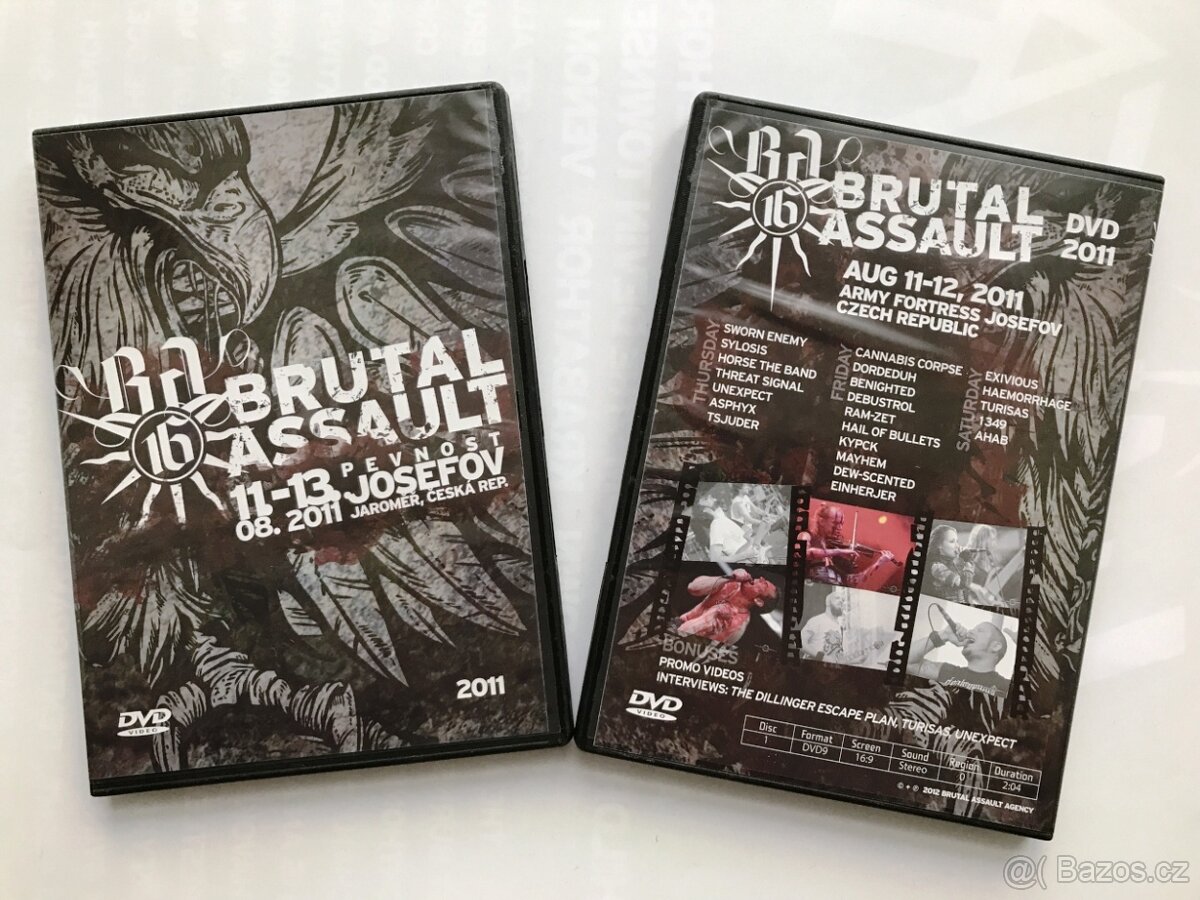 BA
16
BRUTAL
ASSAULT
PEVNOST
11-13 JOSEFOV
08. 2011 JAROMĚŘ, ČESKÁ REP.
2011
DVD
VIDEO
BA
16
BRUTAL
ASSAULT
DVD
2011
AUG 11-12, 2011
ARMY FORTRESS JOSEFOV
CZECH REPUBLIC
THURSDAY
SWORN ENEMY
SYLOSIS
HORSE THE BAND
THREAT SIGNAL
UNEXPECT
ASPHYX
TSJUDER
FRIDAY
CANNABIS CORPSE
DORDEDUH
BENIGHTED
DEBUSTROL
RAM-ZET
HAIL OF BULLETS
KYPCK
MAYHEM
DEW-SCENTED
EINHERJER
SATURDAY
EXIVIOUS
HAEMORRHAGE
TURISAS
1349
AHAB
BONUSES
PROMO VIDEOS
INTERVIEWS: THE DILLINGER ESCAPE PLAN, TURISAS, UNEXPECT
DVD
VIDEO
Disc Format Screen Sound Region Duration
1 DVD9 16:9 Stereo 0 2:04
© + ℗ 2012 BRUTAL ASSAULT AGENCY
VENOM
@( Bazos.cz